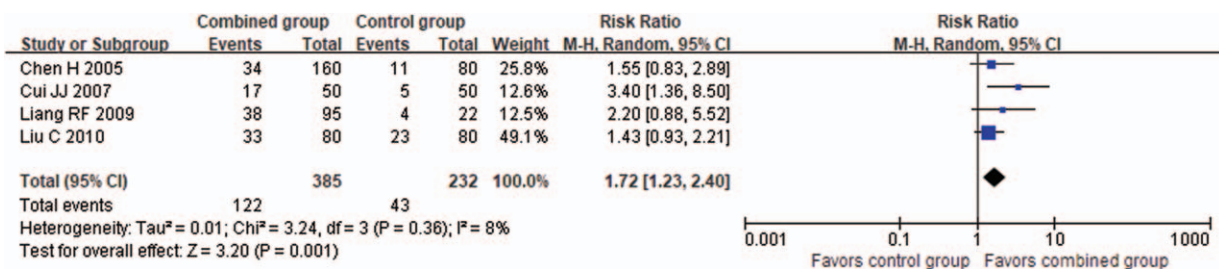 Combined group Control group Risk Ratio Risk Ratio
Study or Subgroup Events Total Events Total Weight M-H, Random, 95% CI M-H, Random, 95% CI
Chen H 2005 34 160 11 80 25.8% 1.55 [0.83, 2.89]
Cui JJ 2007 17 50 5 50 12.6% 3.40 [1.36, 8.50]
Liang RF 2009 38 95 4 22 12.5% 2.20 [0.88, 5.52]
Liu C 2010 33 80 23 80 49.1% 1.43 [0.93, 2.21]
Total (95% CI) 385 232 100.0% 1.72 [1.23, 2.40]
Total events 122 43
Heterogeneity: Tau² = 0.01; Chi² = 3.24, df = 3 (P = 0.36); I² = 8%
Test for overall effect: Z = 3.20 (P = 0.001)
0.001 0.1 1 10 1000
Favors control group Favors combined group